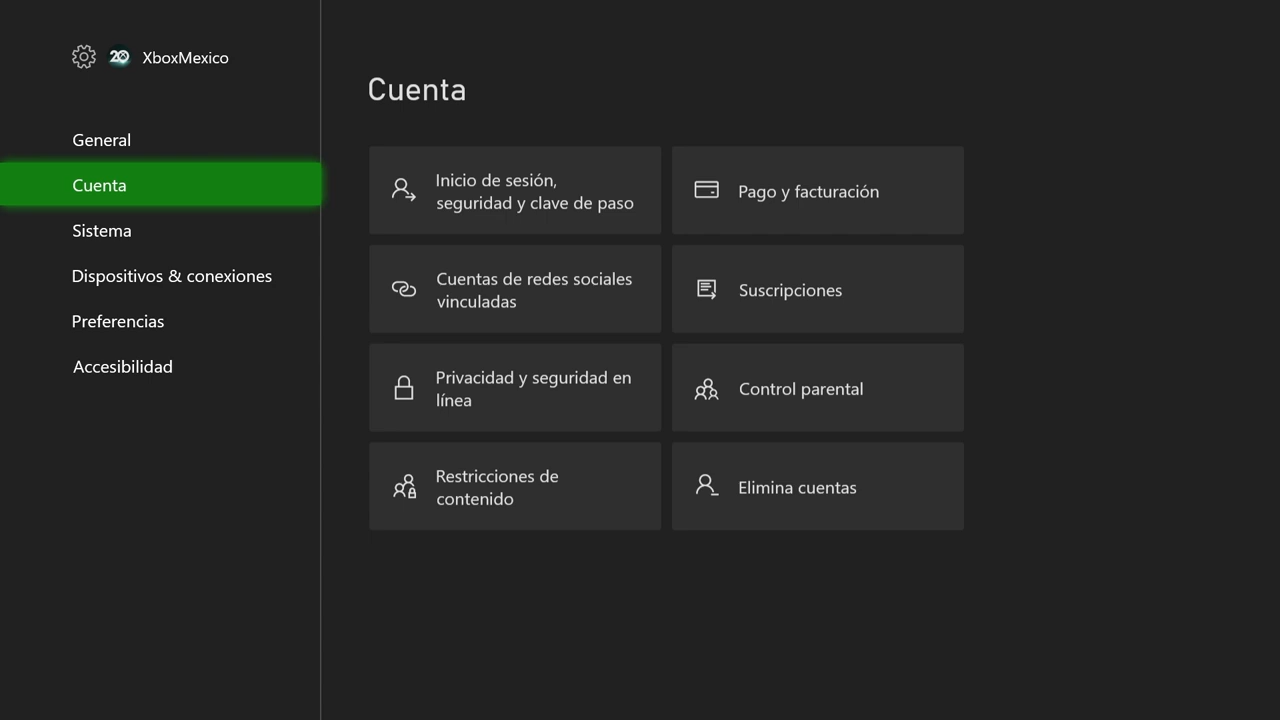 20 XboxMexico
General
Cuenta
Sistema
Dispositivos & conexiones
Preferencias
Accesibilidad
Cuenta
Inicio de sesión,
seguridad y clave de paso
Pago y facturación
Cuentas de redes sociales
vinculadas
Suscripciones
Privacidad y seguridad en
línea
Control parental
Restricciones de
contenido
Elimina cuentas